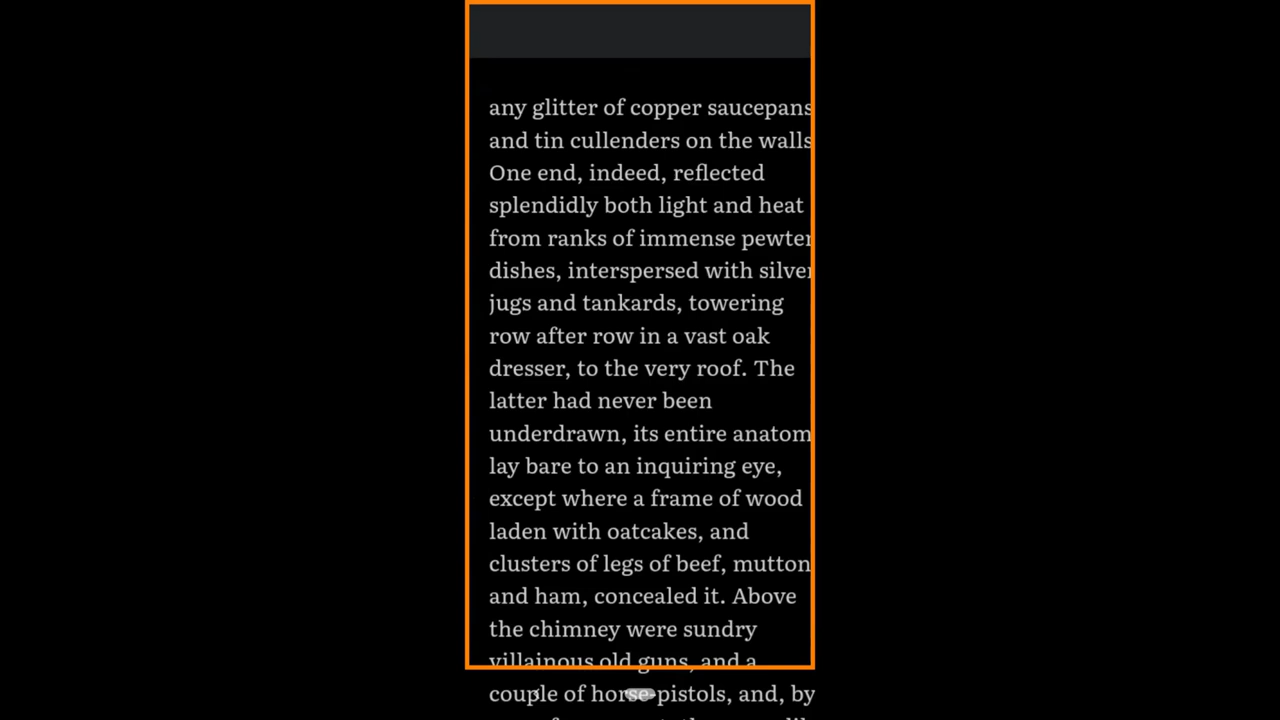 any glitter of copper saucepans
and tin cullenders on the walls
One end, indeed, reflected
splendidly both light and heat
from ranks of immense pewter
dishes, interspersed with silver
jugs and tankards, towering
row after row in a vast oak
dresser, to the very roof. The
latter had never been
underdrawn, its entire anatom
lay bare to an inquiring eye,
except where a frame of wood
laden with oatcakes, and
clusters of legs of beef, mutton
and ham, concealed it. Above
the chimney were sundry
villainous old guns, and a
couple of horse-pistols, and, by